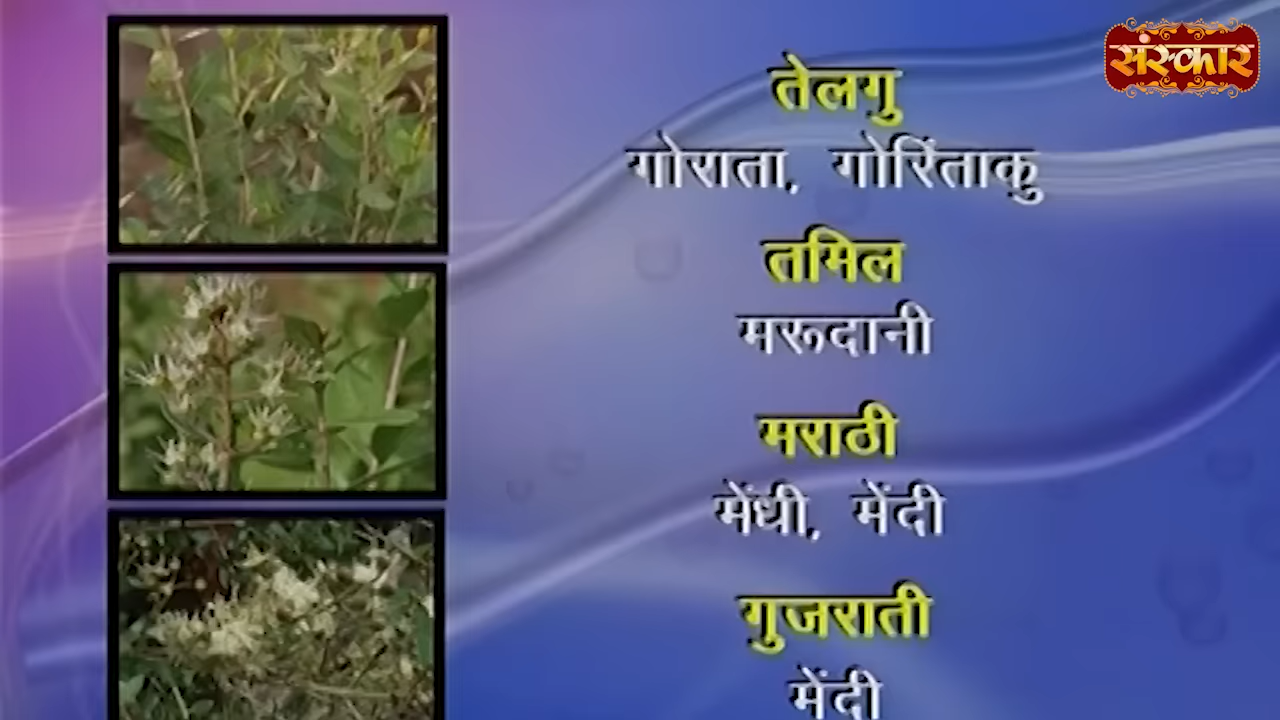 संस्कार
तेलगु
गोराता, गोरिंताकु
तमिल
मरूदानी
मराठी
मेंधी, मेंदी
गुजराती
मेंदी